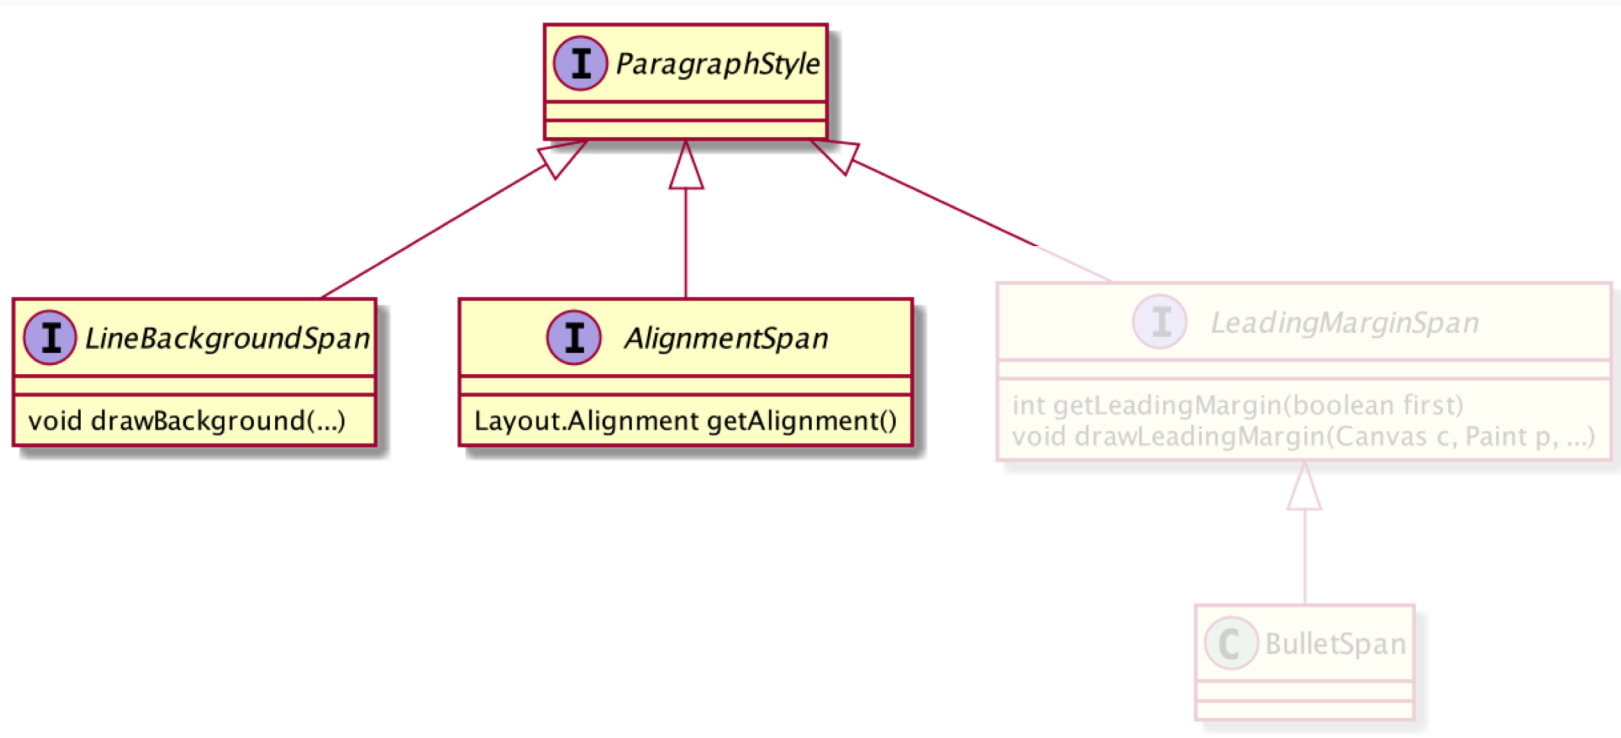 I ParagraphStyle
I LineBackgroundSpan
void drawBackground(...)
I AlignmentSpan
Layout.Alignment getAlignment()
I LeadingMarginSpan
int getLeadingMargin(boolean first)
void drawLeadingMargin(Canvas c, Paint p, ...)
C BulletSpan